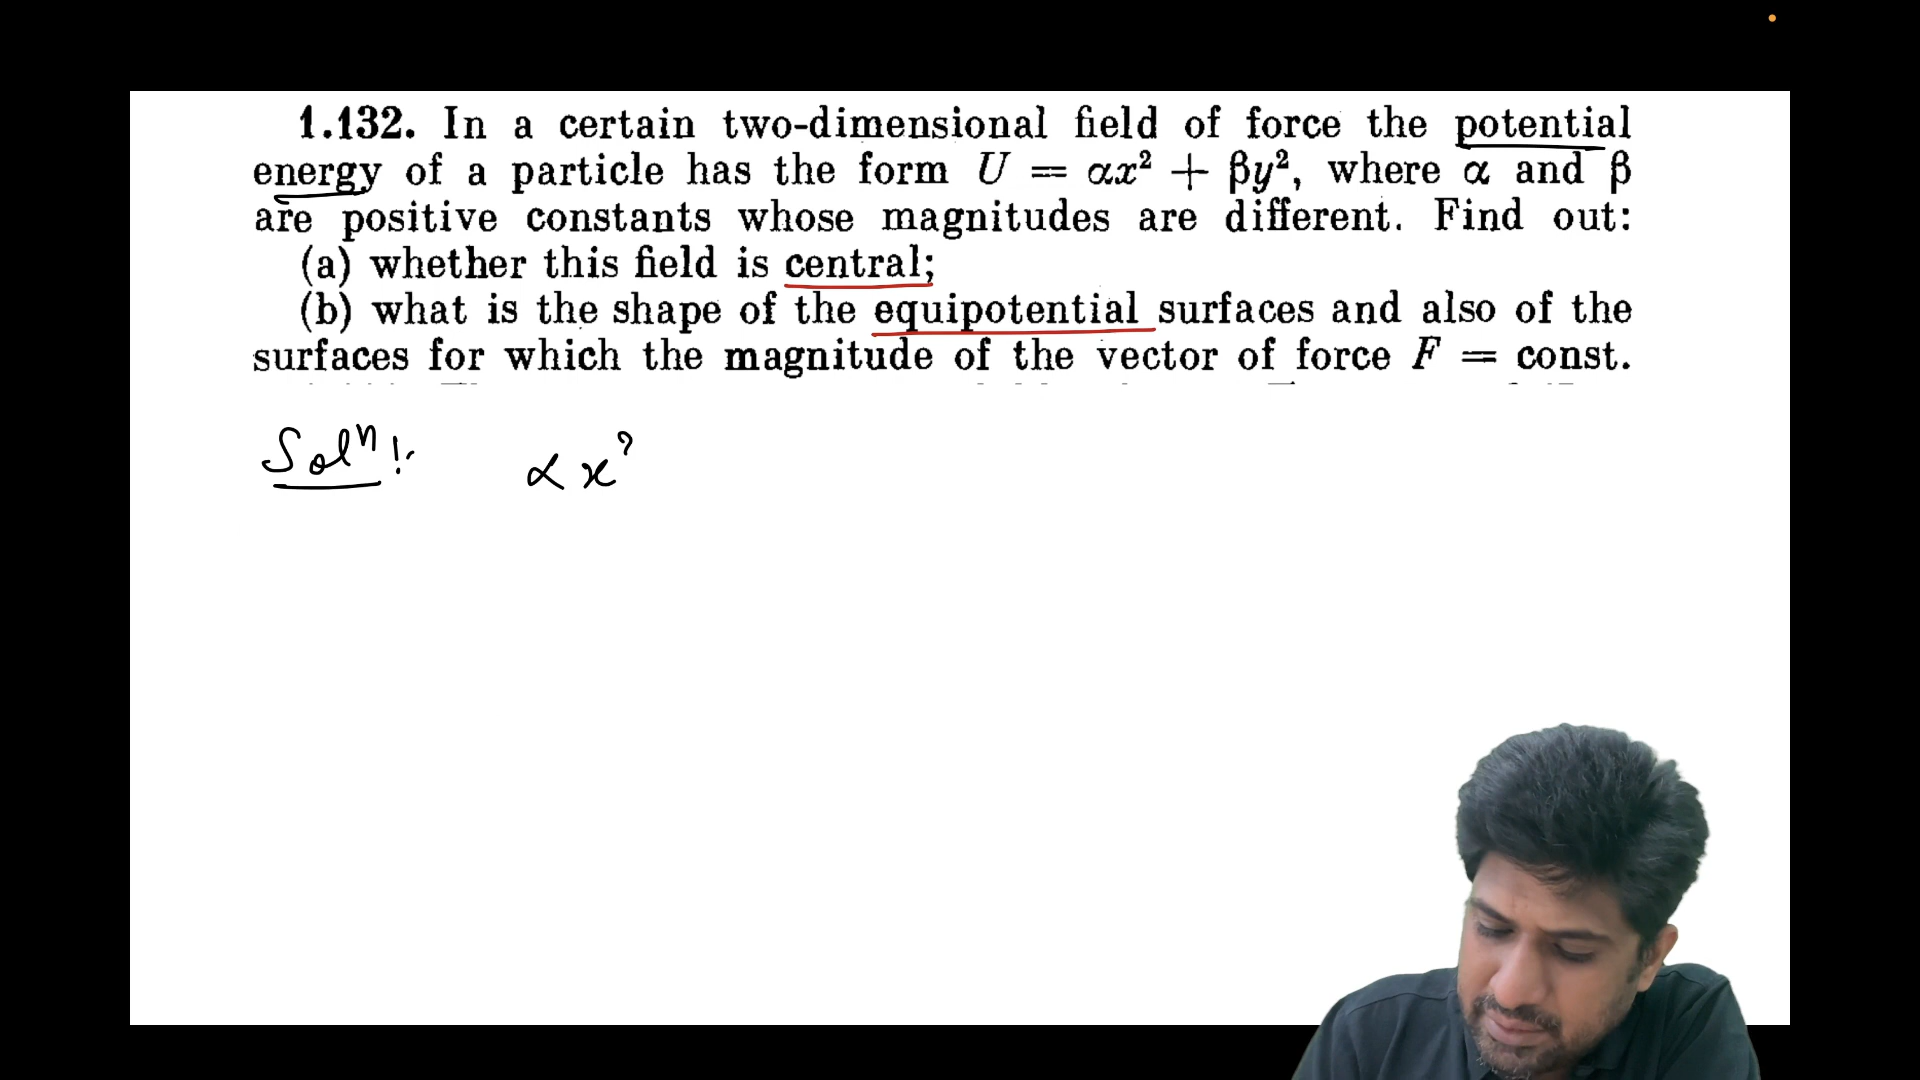 1.132. In a certain two-dimensional field of force the potential
energy of a particle has the form U = αx² + βy², where α and β
are positive constants whose magnitudes are different. Find out:
(a) whether this field is central;
(b) what is the shape of the equipotential surfaces and also of the
surfaces for which the magnitude of the vector of force F = const.
Solⁿ :- αx²